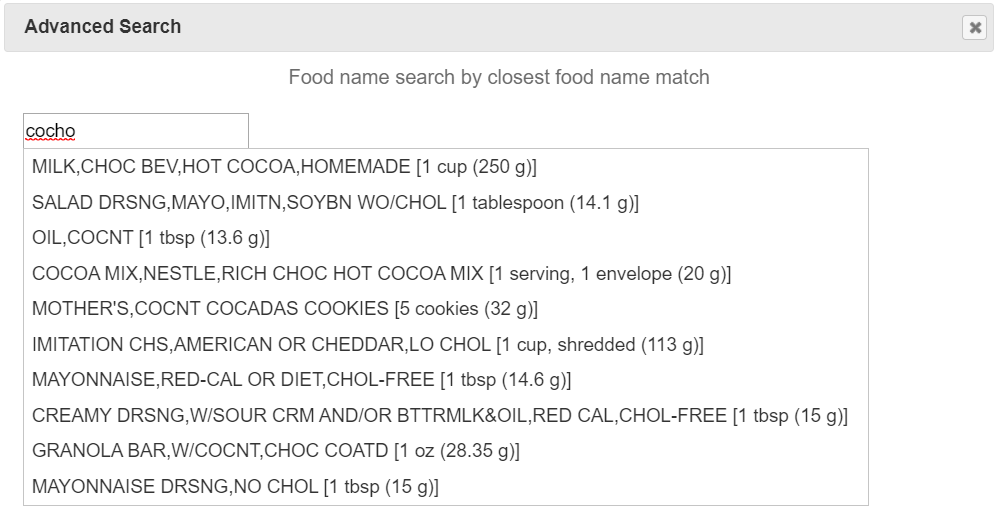 Advanced Search
Food name search by closest food name match
cocho
MILK,CHOC BEV,HOT COCOA,HOMEMADE [1 cup (250 g)]
SALAD DRSNG,MAYO,IMITN,SOYBN WO/CHOL [1 tablespoon (14.1 g)]
OIL,COCNT [1 tbsp (13.6 g)]
COCOA MIX,NESTLE,RICH CHOC HOT COCOA MIX [1 serving, 1 envelope (20 g)]
MOTHER'S,COCNT COCADAS COOKIES [5 cookies (32 g)]
IMITATION CHS,AMERICAN OR CHEDDAR,LO CHOL [1 cup, shredded (113 g)]
MAYONNAISE,RED-CAL OR DIET,CHOL-FREE [1 tbsp (14.6 g)]
CREAMY DRSNG,W/SOUR CRM AND/OR BTTRMLK&OIL,RED CAL,CHOL-FREE [1 tbsp (15 g)]
GRANOLA BAR,W/COCNT,CHOC COATD [1 oz (28.35 g)]
MAYONNAISE DRSNG,NO CHOL [1 tbsp (15 g)]